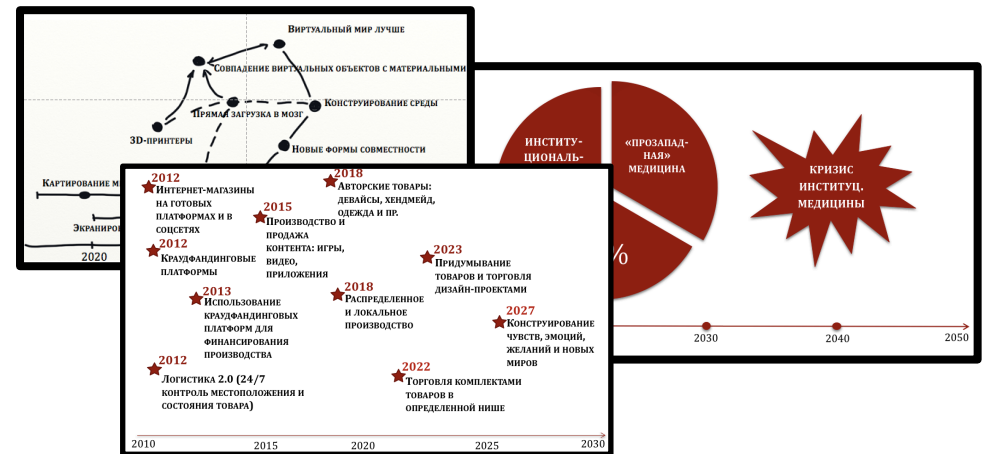 Виртуальный мир лучше
Совпадение виртуальных объектов с материальными
Прямая загрузка в мозг
Конструирование среды
3D-принтеры
Новые формы совместности
Картирование
2020
ИНСТИТУ-
ЦИОНАЛЬ-
«ПРОЗАПАД-
НАЯ»
МЕДИЦИНА
%
КРИЗИС
ИНСТИТУЦ.
МЕДИЦИНЫ
2030
2040
2050
2012
Интернет-магазины
на готовых
платформах и в
соцсетях
2012
Краудфандинговые
платформы
2013
Использование
краудфандинговых
платформ для
финансирования
производства
2012
Логистика 2.0 (24/7
контроль местоположения и
состояния товара)
2015
Производство и
продажа
контента: игры,
видео,
приложения
2018
Авторские товары:
девайсы, хендмейд,
одежда и пр.
2018
Распределенное
и локальное
производство
2023
Придумывание
товаров и торговля
дизайн-проектами
2022
Торговля комплектами
товаров в
определенной нише
2027
Конструирование
чувств, эмоций,
желаний и новых
миров
2010
2015
2020
2025
2030